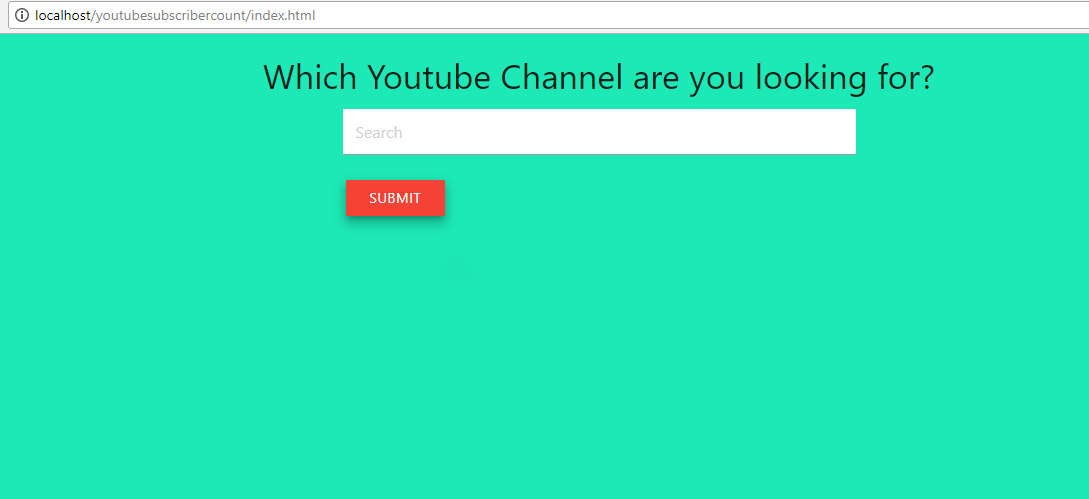 localhost/youtubesubscribercount/index.html
Which Youtube Channel are you looking for?
Search
SUBMIT